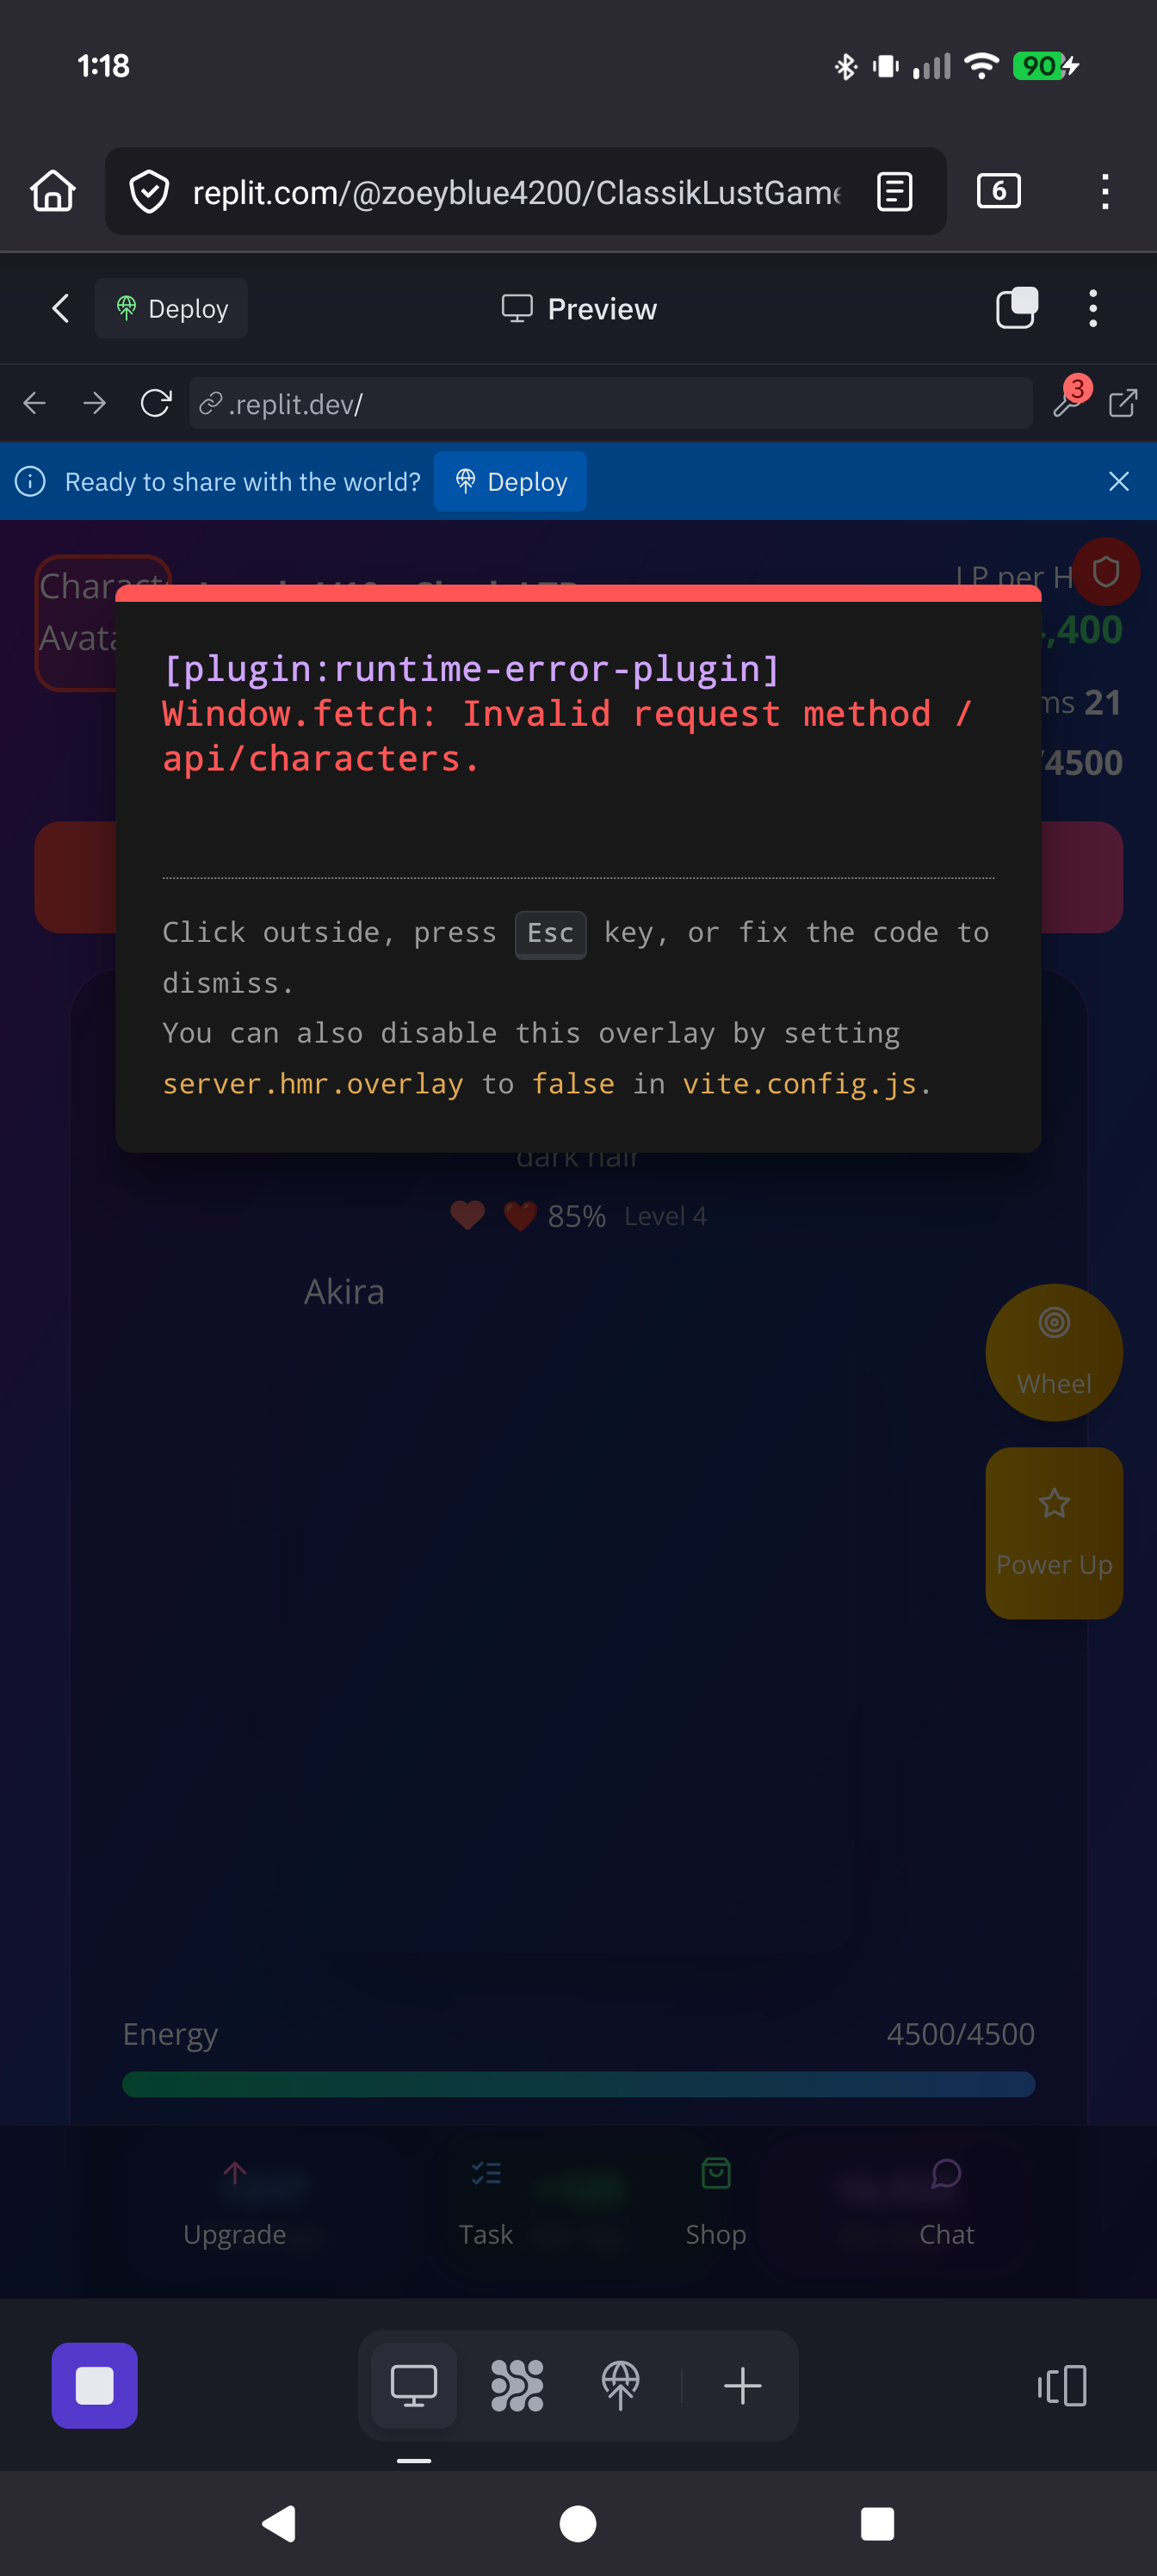 1:18
90
replit.com/@zoeyblue4200/ClassikLustGame
6
Deploy
Preview
.replit.dev/
3
Ready to share with the world?
Deploy
Charact
Avata
LP per H
,400
ms 21
/4500
[plugin:runtime-error-plugin]
Window.fetch: Invalid request method /
api/characters.
Click outside, press Esc key, or fix the code to
dismiss.
You can also disable this overlay by setting
server.hmr.overlay to false in vite.config.js.
dark hair
85% Level 4
Akira
Wheel
Power Up
Energy
4500/4500
Upgrade
Task
Shop
Chat